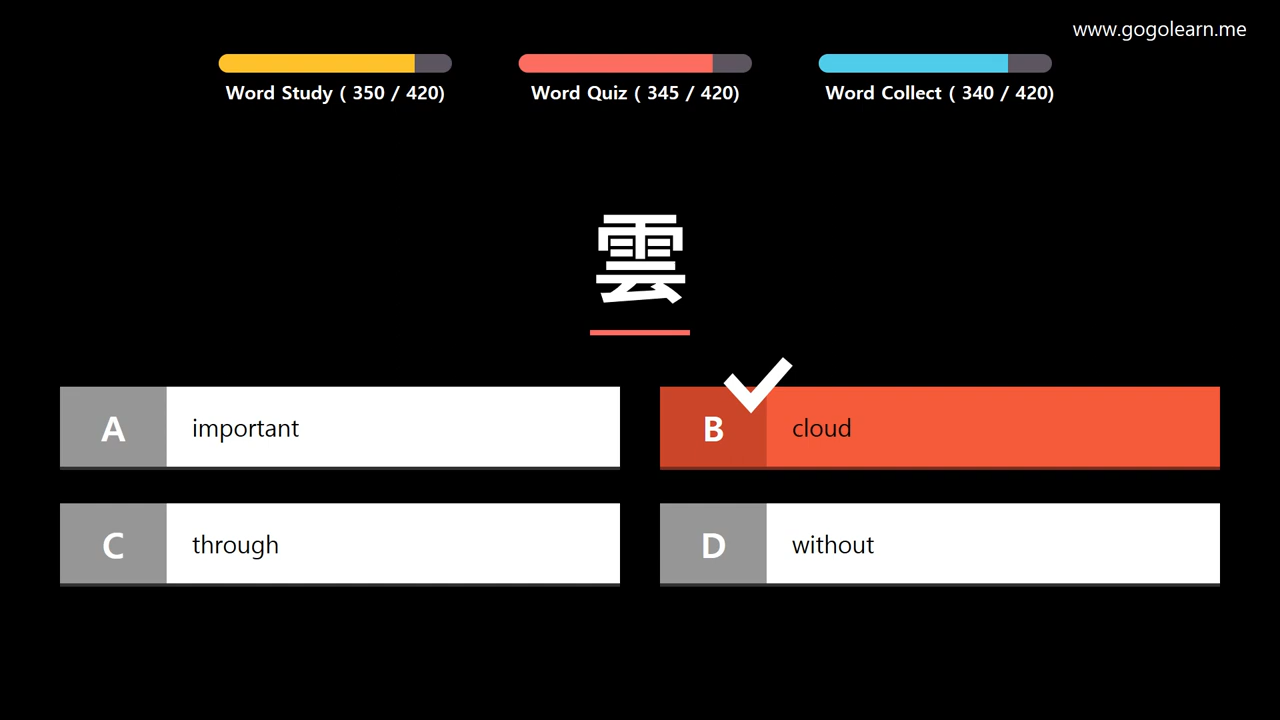 www.gogolearn.me
Word Study ( 350 / 420)
Word Quiz ( 345 / 420)
Word Collect ( 340 / 420)
雲
A important
B cloud
C through
D without